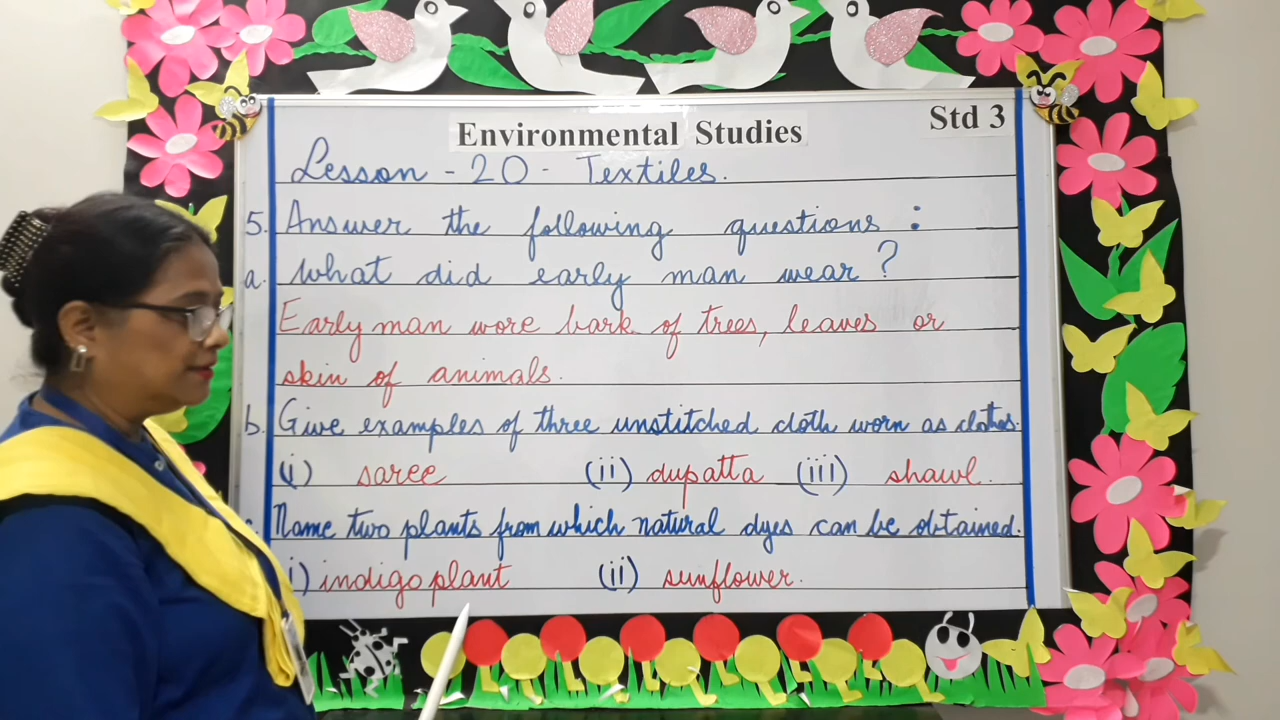 Environmental Studies
Std 3
Lesson - 20 - Textiles.
5. Answer the following questions :
a. What did early man wear ?
Early man wore bark of trees, leaves or
skin of animals.
b. Give examples of three unstitched cloth worn as clothes.
(i) saree (ii) dupatta (iii) shawl.
Name two plants from which natural dyes can be obtained.
i) indigo plant (ii) sunflower.